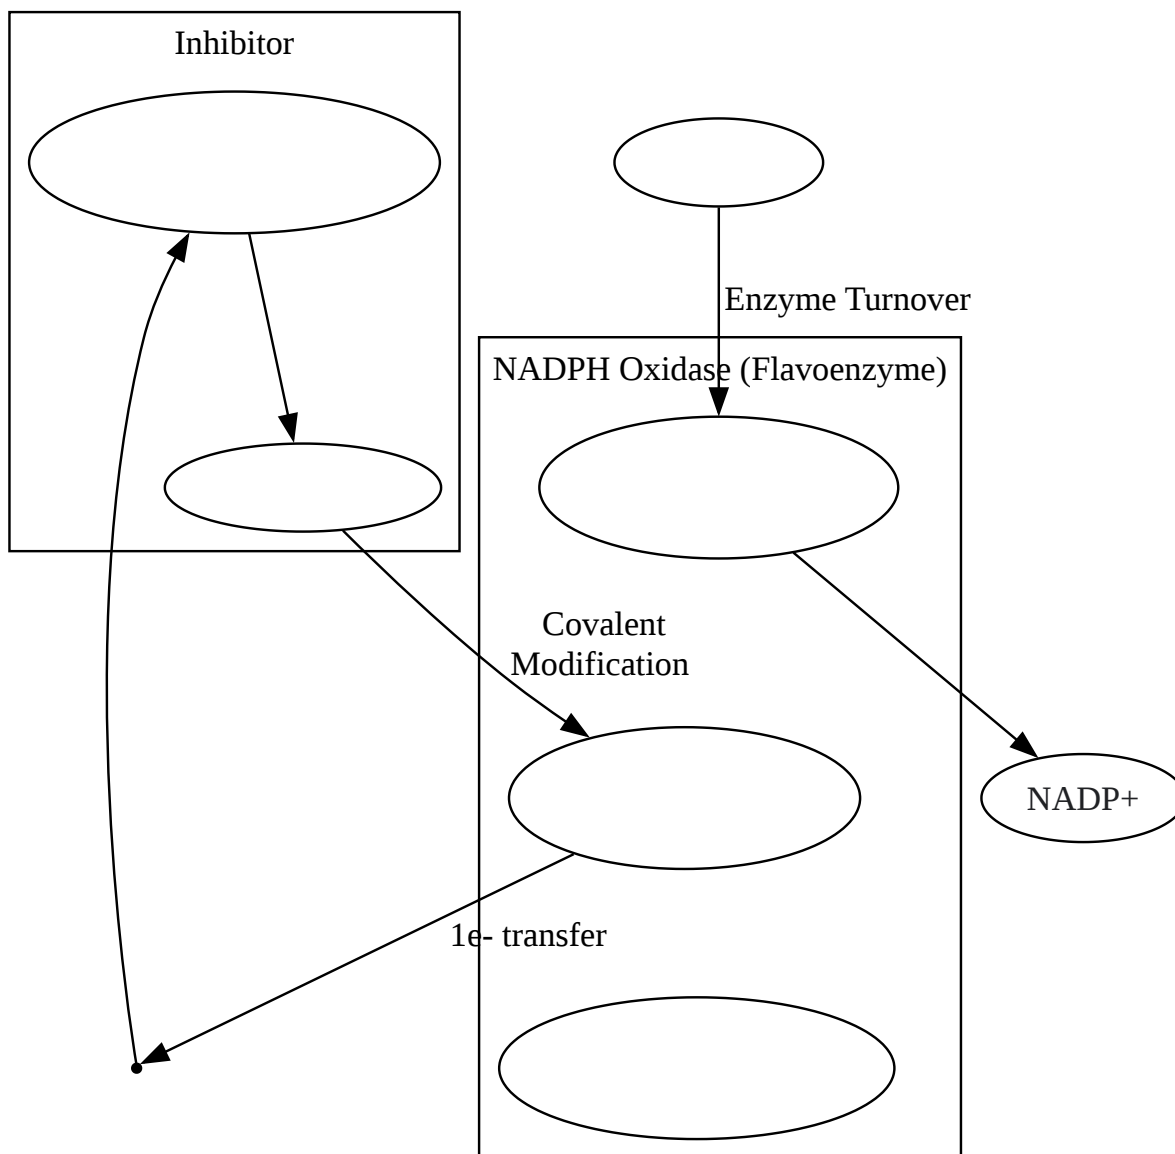 Inhibitor
Enzyme Turnover
NADPH Oxidase (Flavoenzyme)
Covalent
Modification
NADP+
1e- transfer